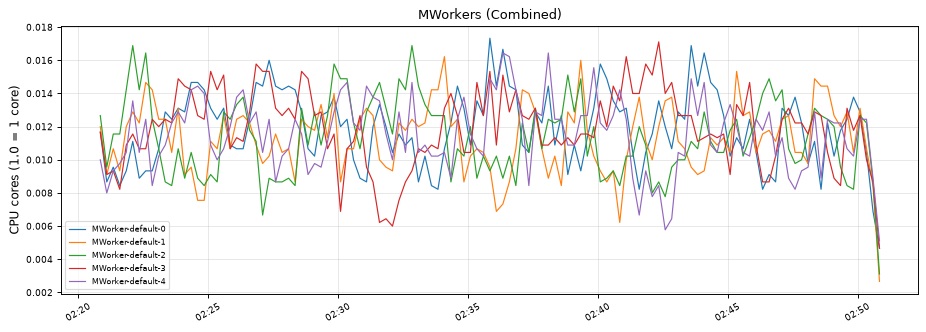 MWorkers (Combined)
CPU cores (1.0 = 1 core)
0.018
0.016
0.014
0.012
0.010
0.008
0.006
0.004
0.002
MWorker-default-0
MWorker-default-1
MWorker-default-2
MWorker-default-3
MWorker-default-4
02:20
02:25
02:30
02:35
02:40
02:45
02:50